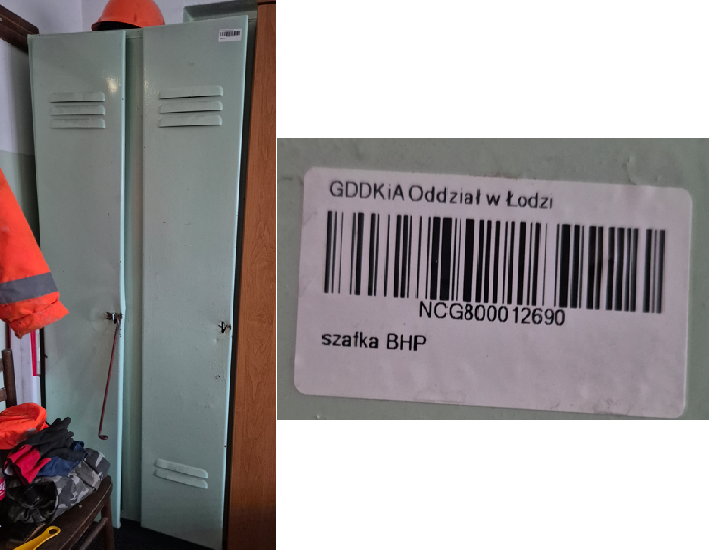 GDDKiA Oddział w Łodzi
NCG800012690
szafka BHP